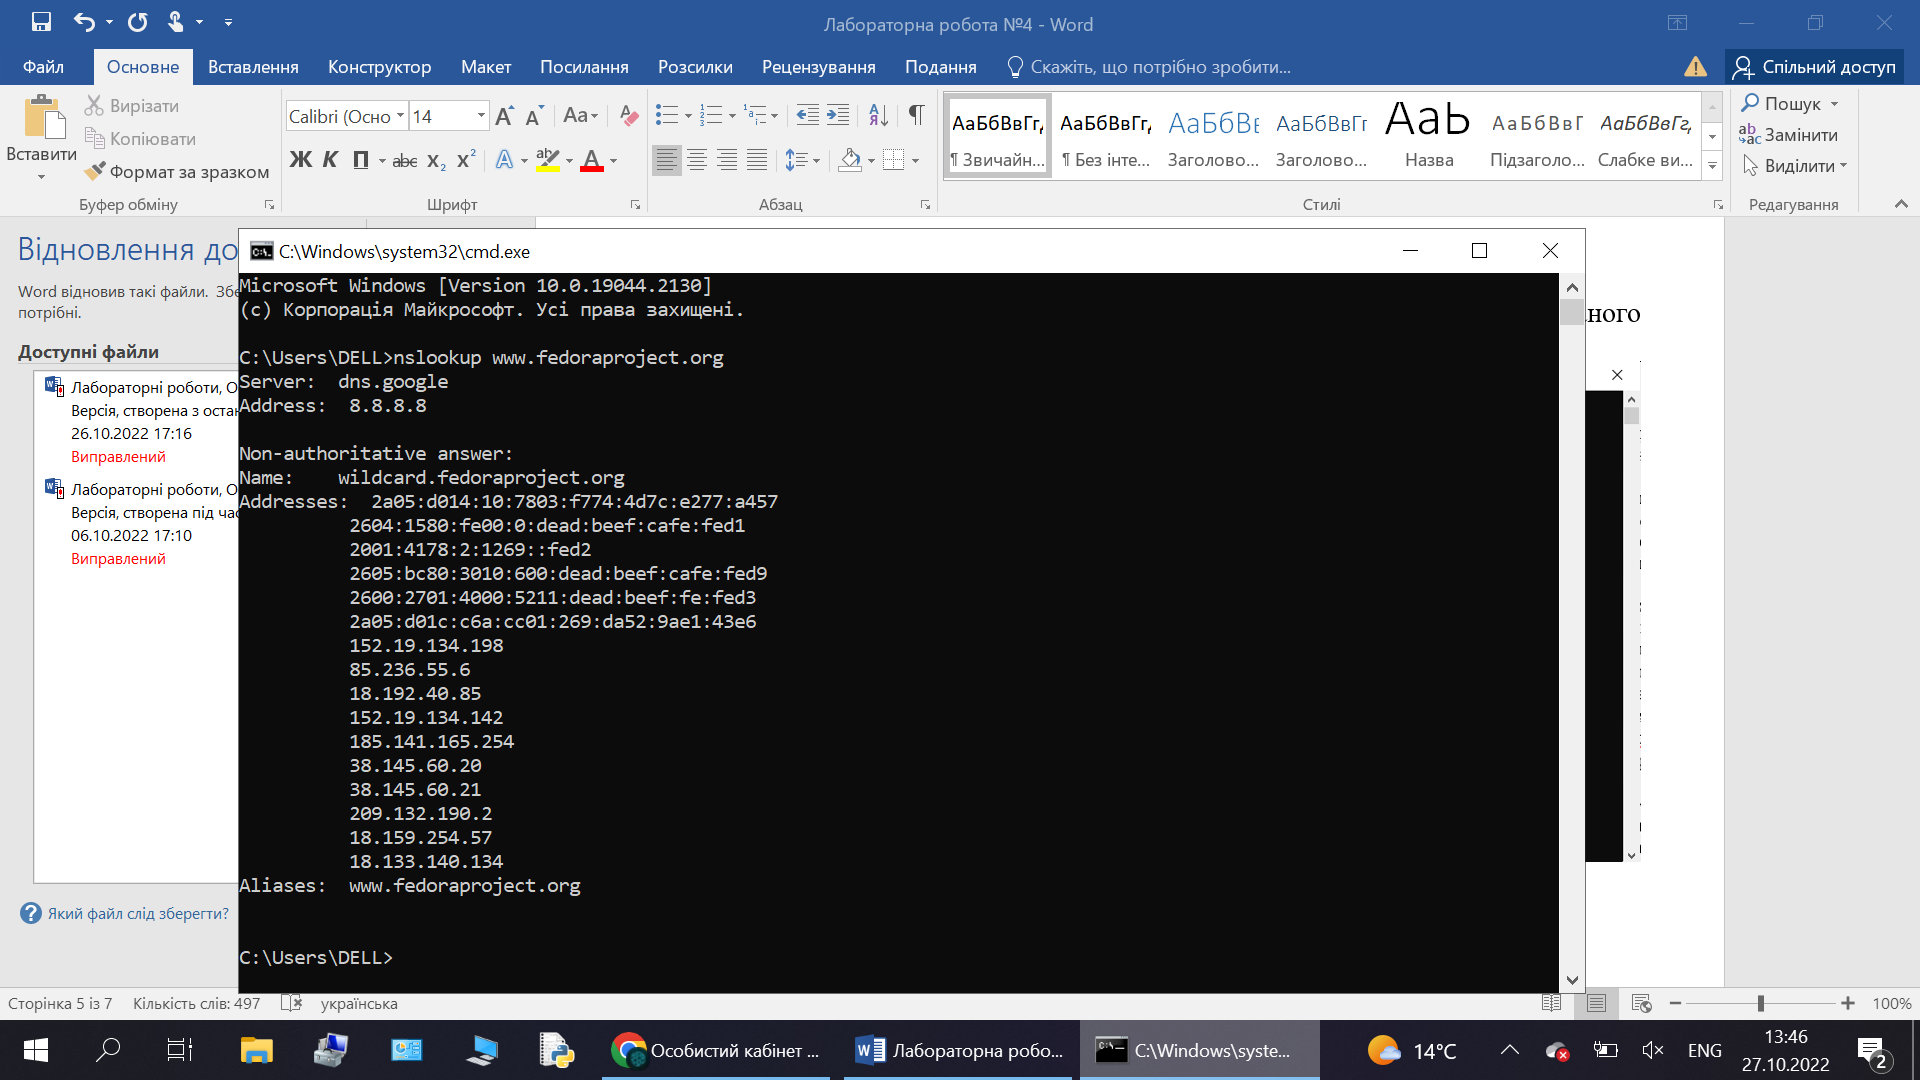 Лабораторна робота №4 - Word
Файл Основне Вставлення Конструктор Макет Посилання Розсилки Рецензування Подання Скажіть, що потрібно зробити... Спільний доступ
Вставити
Вирізати
Копіювати
Формат за зразком
Буфер обміну
Calibri (Осно 14
Ж К П abc X₂ X²
Шрифт
Абзац
АаБбВвГг, АаБбВвГг, АаБбВ АаБбВвГг АаЬ АаБбВвГ АаБбВвГг,
¶ Звичайн... ¶ Без інте... Заголово... Заголово... Назва Підзаголо... Слабке ви...
Стилі
Пошук
Замінити
Виділити
Редагування
Відновлення до
Word відновив такі файли. Збе
потрібні.
Доступні файли
Лабораторні роботи, О
Версія, створена з остан
26.10.2022 17:16
Виправлений
Лабораторні роботи, О
Версія, створена під час
06.10.2022 17:10
Виправлений
Який файл слід зберегти?
ного
C:\Windows\system32\cmd.exe
Microsoft Windows [Version 10.0.19044.2130]
(c) Корпорація Майкрософт. Усі права захищені.
C:\Users\DELL>nslookup www.fedoraproject.org
Server:  dns.google
Address:  8.8.8.8
Non-authoritative answer:
Name:    wildcard.fedoraproject.org
Addresses:  2a05:d014:10:7803:f774:4d7c:e277:a457
2604:1580:fe00:0:dead:beef:cafe:fed1
2001:4178:2:1269::fed2
2605:bc80:3010:600:dead:beef:cafe:fed9
2600:2701:4000:5211:dead:beef:fe:fed3
2a05:d01c:c6a:cc01:269:da52:9ae1:43e6
152.19.134.198
85.236.55.6
18.192.40.85
152.19.134.142
185.141.165.254
38.145.60.20
38.145.60.21
209.132.190.2
18.159.254.57
18.133.140.134
Aliases:  www.fedoraproject.org
C:\Users\DELL>
Сторінка 5 із 7 Кількість слів: 497 українська 100%
Особистий кабінет ... Лабораторна робо... C:\Windows\syste... 14°C ENG
13:46
27.10.2022
2